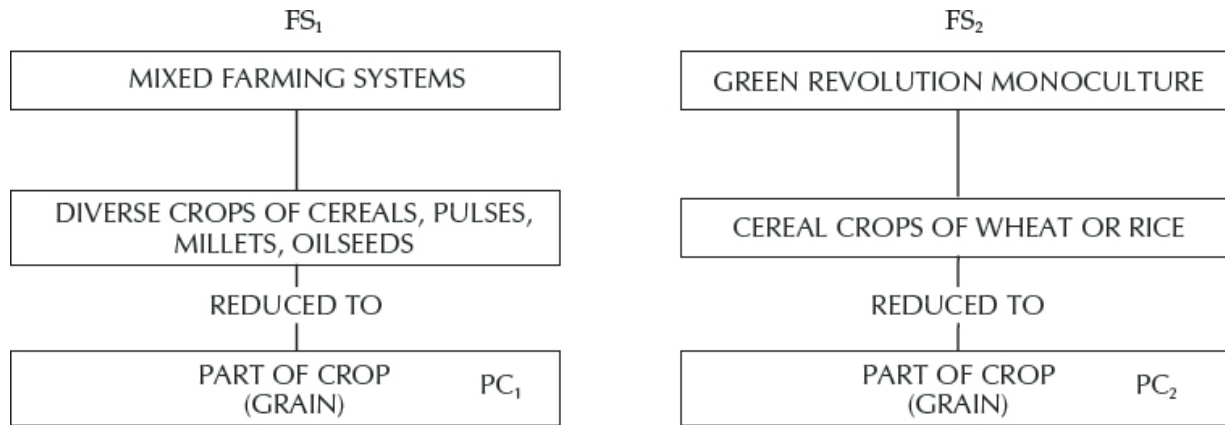 FS₁
MIXED FARMING SYSTEMS
DIVERSE CROPS OF CEREALS, PULSES,
MILLETS, OILSEEDS
REDUCED TO
PART OF CROP
(GRAIN)
PC₁
FS₂
GREEN REVOLUTION MONOCULTURE
CEREAL CROPS OF WHEAT OR RICE
REDUCED TO
PART OF CROP
(GRAIN)
PC₂